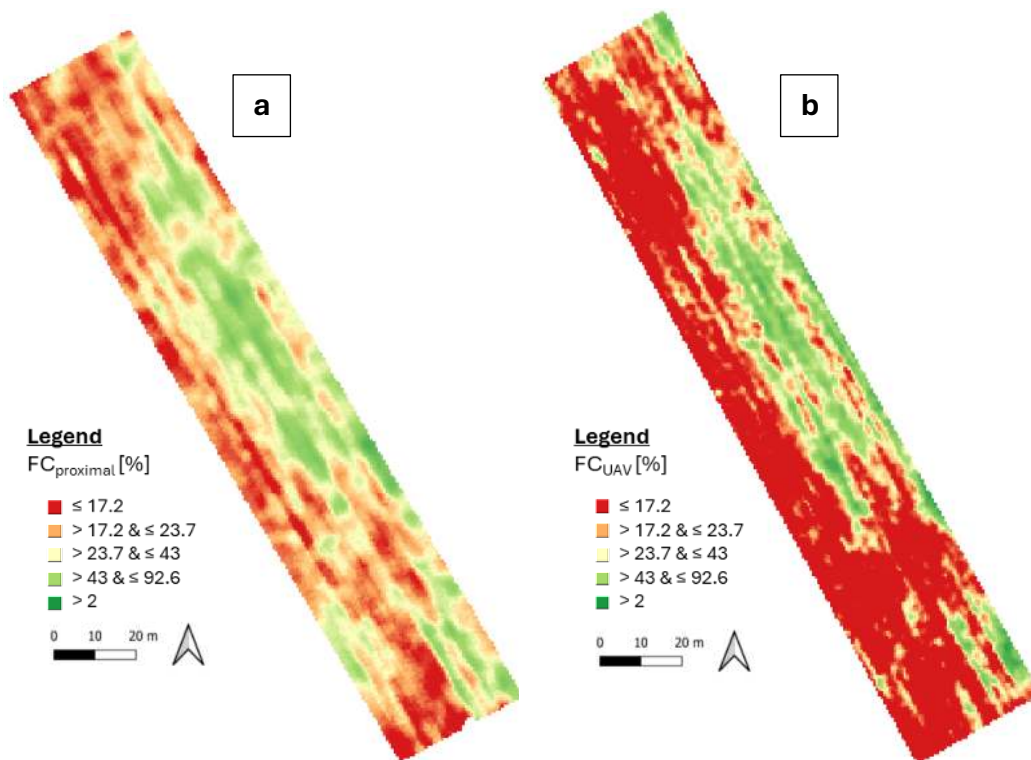 a
b
Legend
FCproximal [%]
≤ 17.2
> 17.2 & ≤ 23.7
> 23.7 & ≤ 43
> 43 & ≤ 92.6
> 2
0 10 20 m
Legend
FCUAV [%]
≤ 17.2
> 17.2 & ≤ 23.7
> 23.7 & ≤ 43
> 43 & ≤ 92.6
> 2
0 10 20 m